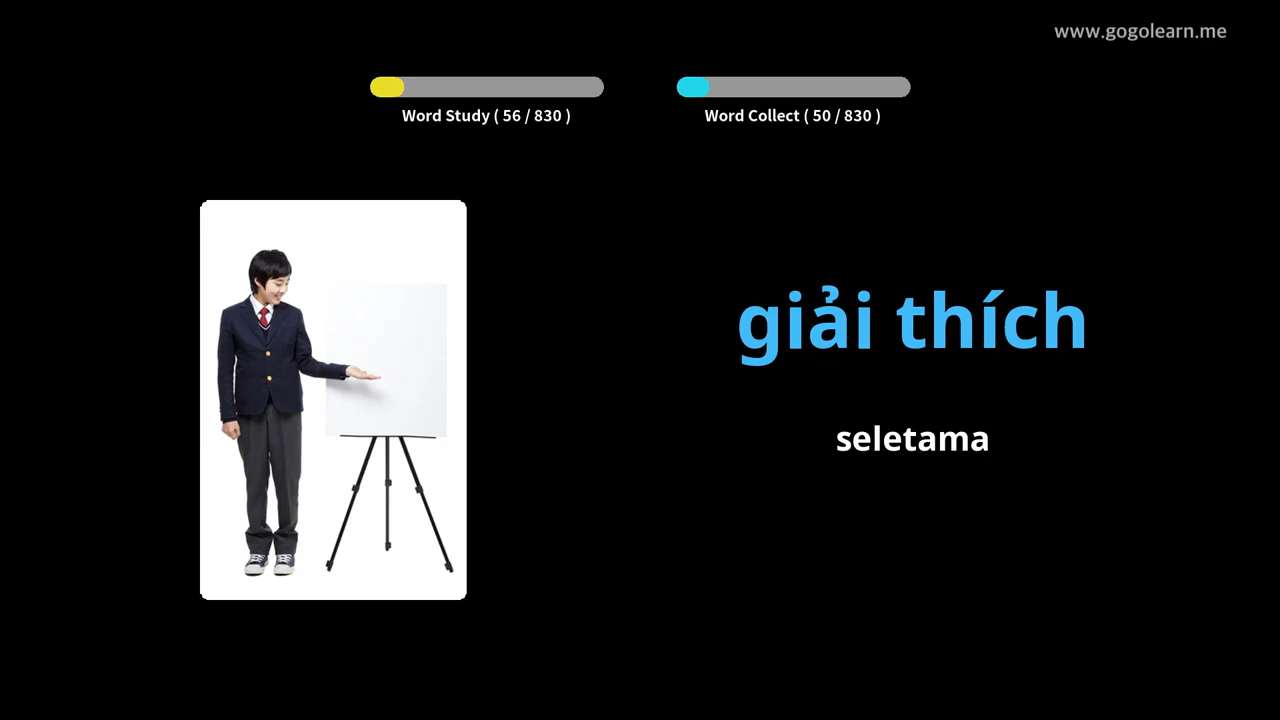 www.gogolearn.me
Word Study ( 56 / 830 )
Word Collect ( 50 / 830 )
giải thích
seletama